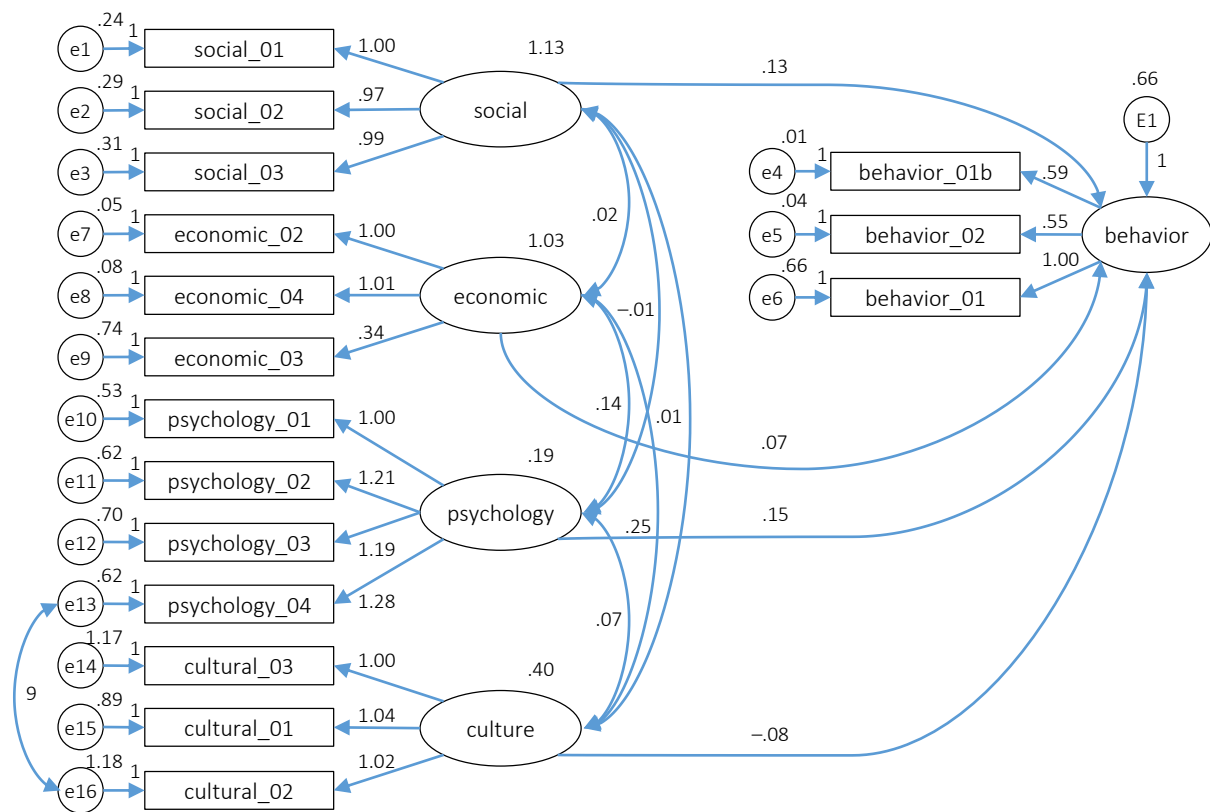 .24
e1
1
social_01
1.00
1.13
.29
e2
1
social_02
.97
social
.31
e3
1
social_03
.99
.13
.66
E1
1
.01
e4
1
behavior_01b
.59
.04
e5
1
behavior_02
.55
behavior
.66
e6
1
behavior_01
1.00
.05
e7
1
economic_02
1.00
1.03
.02
.08
e8
1
economic_04
1.01
economic
–.01
.74
e9
1
economic_03
.34
.14
.01
.07
.53
e10
1
psychology_01
1.00
.19
.62
e11
1
psychology_02
1.21
psychology
.25
.15
.70
e12
1
psychology_03
1.19
.62
e13
1
psychology_04
1.28
.07
1.17
e14
1
cultural_03
1.00
.40
9
.89
e15
1
cultural_01
1.04
culture
–.08
1.18
e16
1
cultural_02
1.02